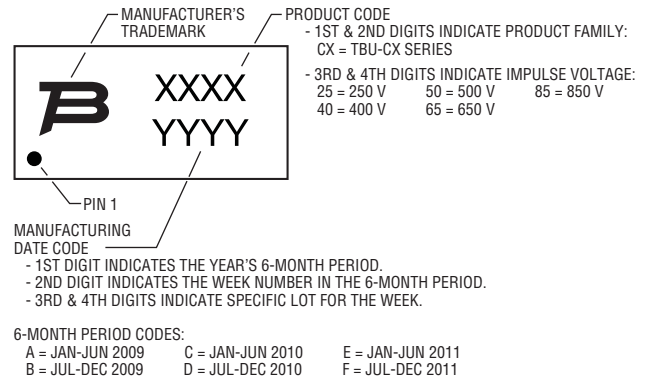 MANUFACTURER'S
TRADEMARK
PRODUCT CODE
- 1ST & 2ND DIGITS INDICATE PRODUCT FAMILY:
CX = TBU-CX SERIES
- 3RD & 4TH DIGITS INDICATE IMPULSE VOLTAGE:
25 = 250 V 50 = 500 V 85 = 850 V
40 = 400 V 65 = 650 V
B
XXXX
YYYY
PIN 1
MANUFACTURING
DATE CODE
- 1ST DIGIT INDICATES THE YEAR'S 6-MONTH PERIOD.
- 2ND DIGIT INDICATES THE WEEK NUMBER IN THE 6-MONTH PERIOD.
- 3RD & 4TH DIGITS INDICATE SPECIFIC LOT FOR THE WEEK.
6-MONTH PERIOD CODES:
A = JAN-JUN 2009 C = JAN-JUN 2010 E = JAN-JUN 2011
B = JUL-DEC 2009 D = JUL-DEC 2010 F = JUL-DEC 2011